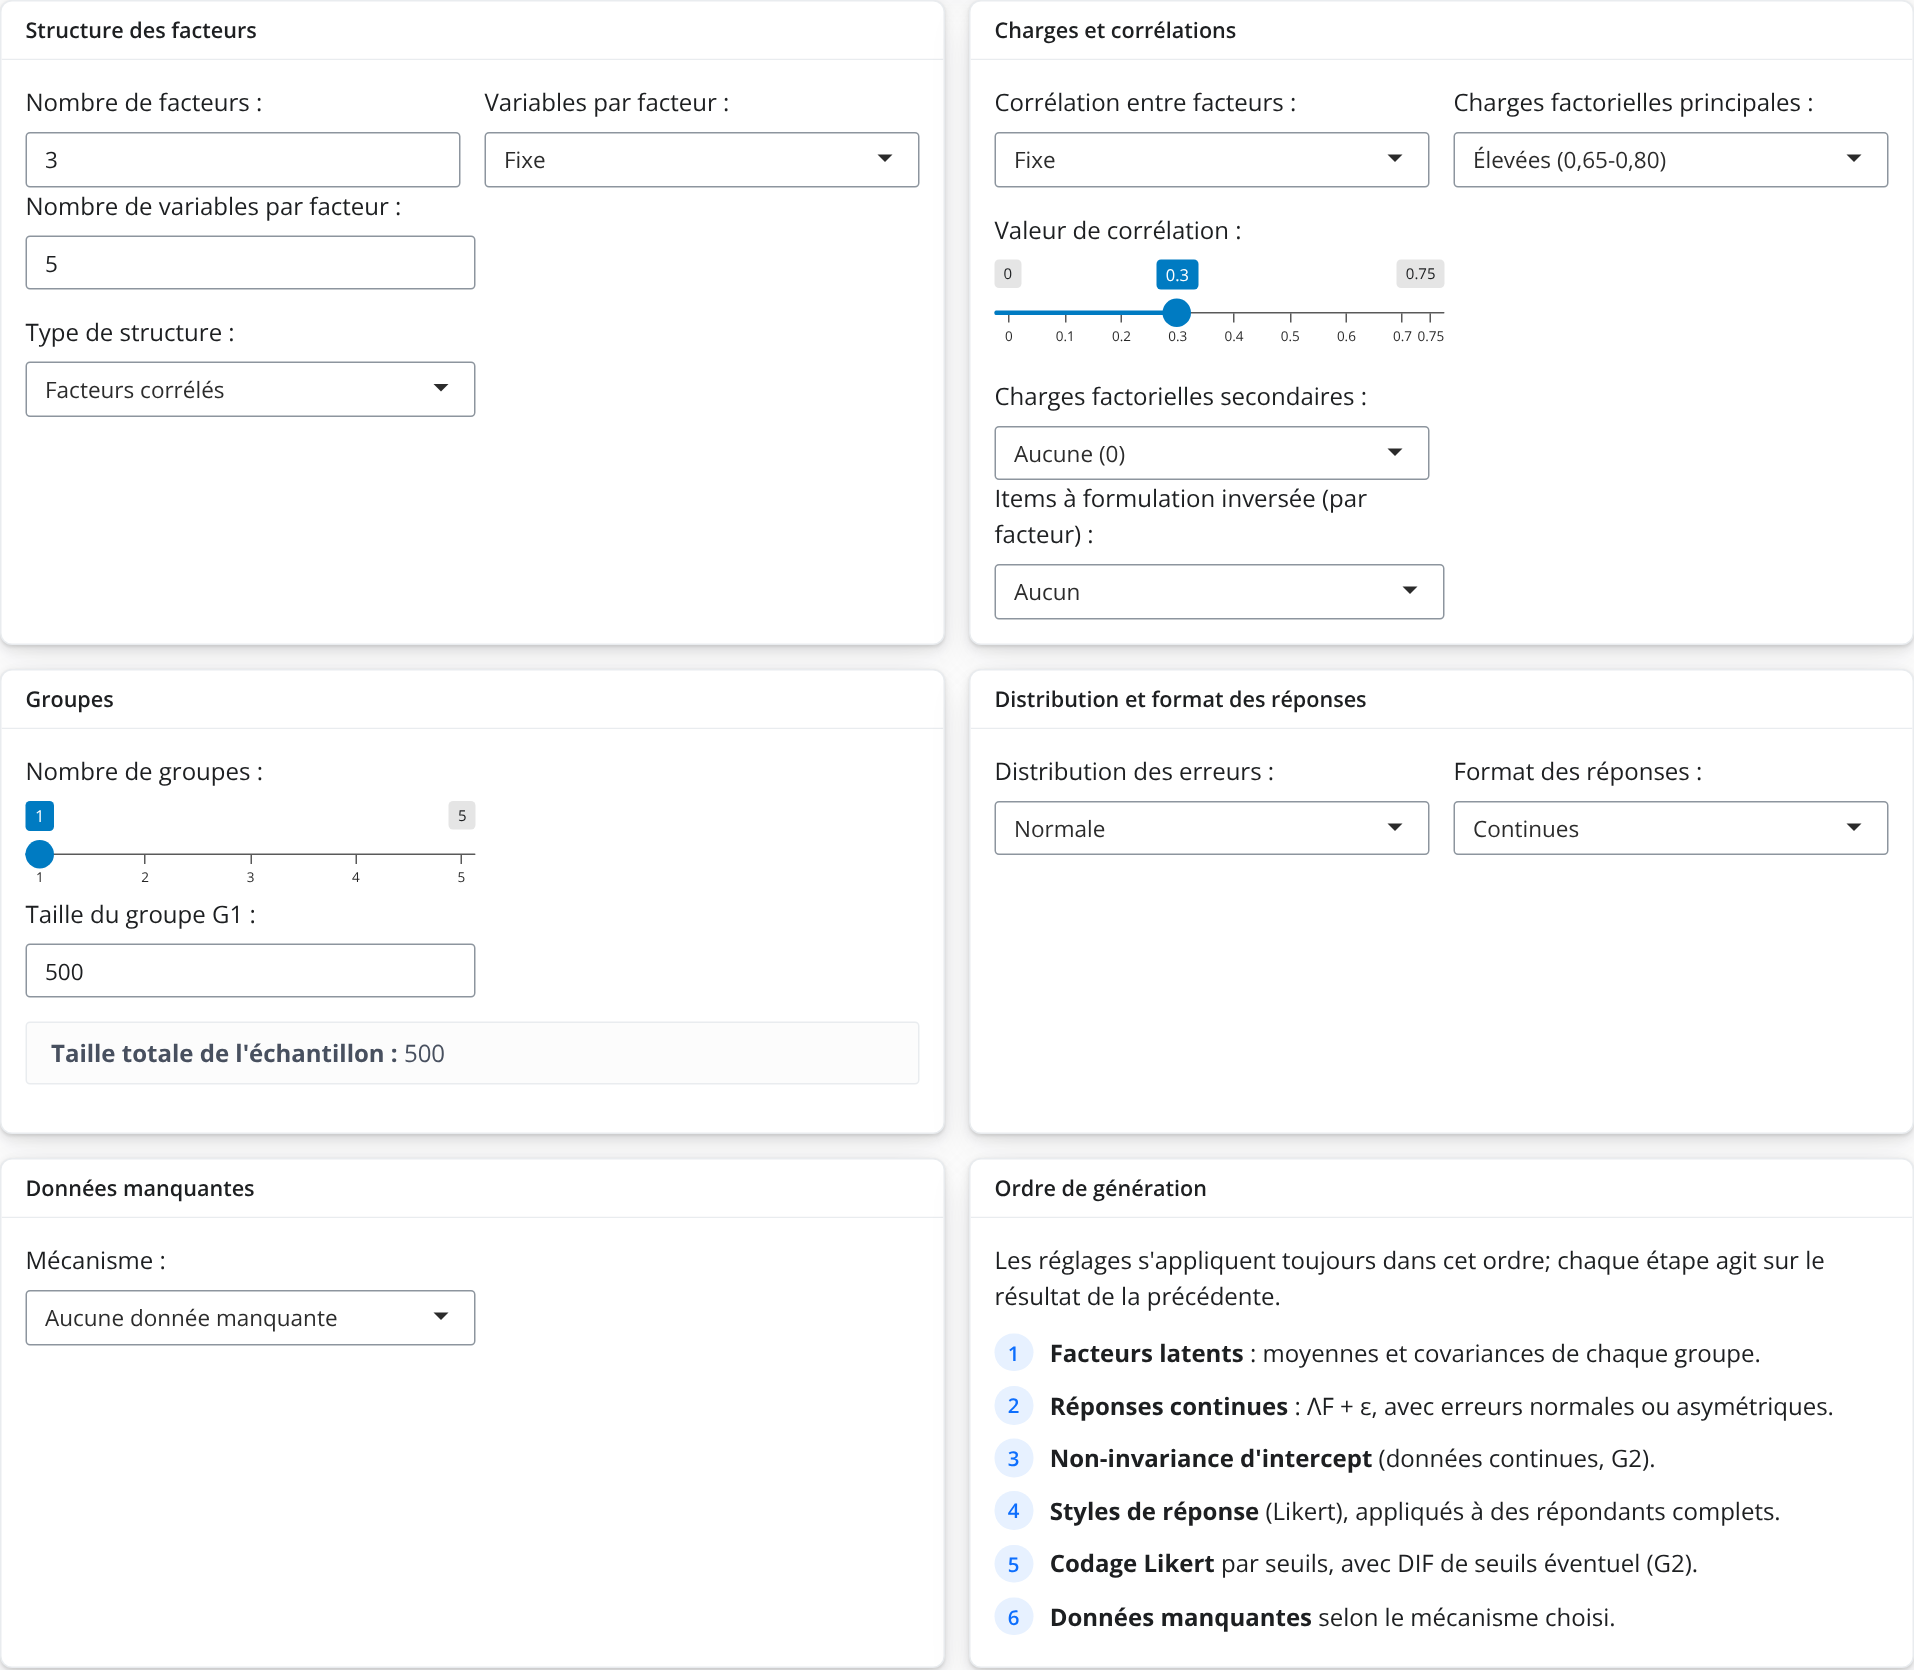 Structure des facteurs
Nombre de facteurs :
3
Variables par facteur :
Fixe
Nombre de variables par facteur :
5
Type de structure :
Facteurs corrélés
Charges et corrélations
Corrélation entre facteurs :
Fixe
Charges factorielles principales :
Élevées (0,65-0,80)
Valeur de corrélation :
0 0.3 0.75
0 0.1 0.2 0.3 0.4 0.5 0.6 0.7 0.75
Charges factorielles secondaires :
Aucune (0)
Items à formulation inversée (par
facteur) :
Aucun
Groupes
Nombre de groupes :
1 5
1 2 3 4 5
Taille du groupe G1 :
500
Taille totale de l'échantillon : 500
Distribution et format des réponses
Distribution des erreurs :
Normale
Format des réponses :
Continues
Données manquantes
Mécanisme :
Aucune donnée manquante
Ordre de génération
Les réglages s'appliquent toujours dans cet ordre; chaque étape agit sur le
résultat de la précédente.
1 Facteurs latents : moyennes et covariances de chaque groupe.
2 Réponses continues : ΛF + ε, avec erreurs normales ou asymétriques.
3 Non-invariance d'intercept (données continues, G2).
4 Styles de réponse (Likert), appliqués à des répondants complets.
5 Codage Likert par seuils, avec DIF de seuils éventuel (G2).
6 Données manquantes selon le mécanisme choisi.